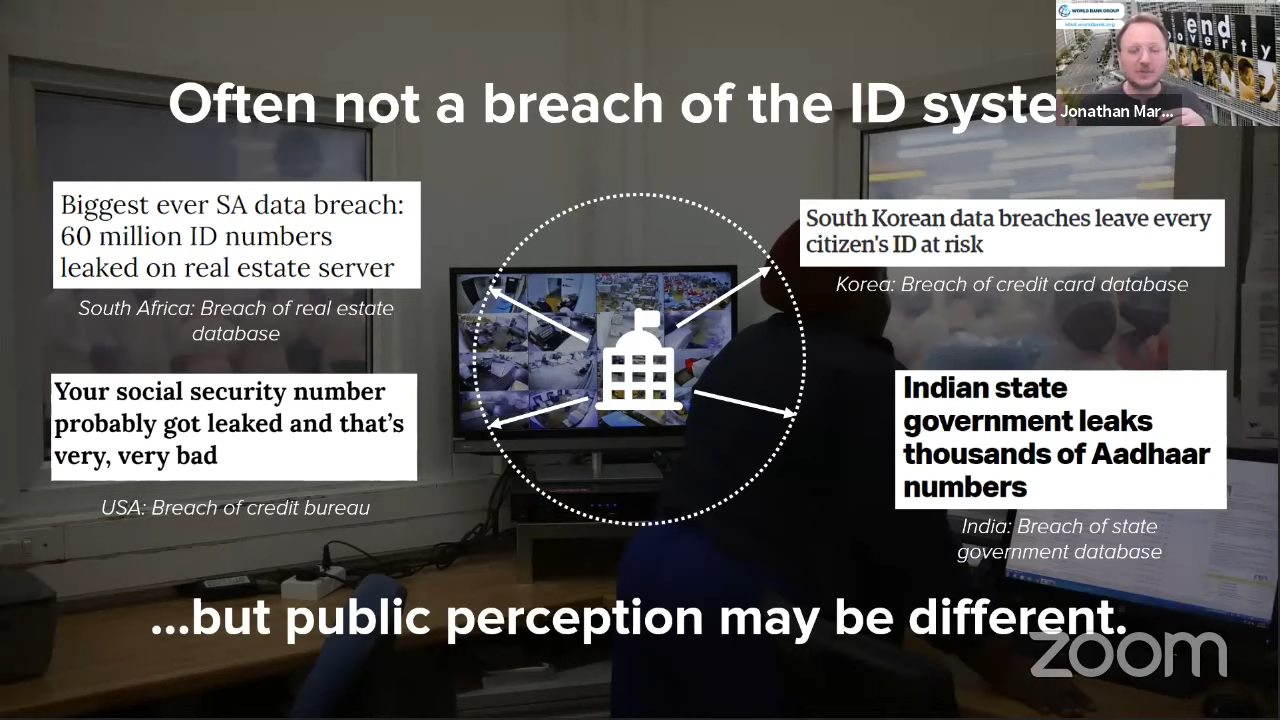 WORLD BANK GROUP
id4d.worldbank.org
end
poverty
Jonathan Mar...
Often not a breach of the ID syste
Biggest ever SA data breach:
60 million ID numbers
leaked on real estate server
South Africa: Breach of real estate
database
South Korean data breaches leave every
citizen's ID at risk
Korea: Breach of credit card database
Your social security number
probably got leaked and that’s
very, very bad
USA: Breach of credit bureau
Indian state
government leaks
thousands of Aadhaar
numbers
India: Breach of state
government database
...but public perception may be different.
zoom